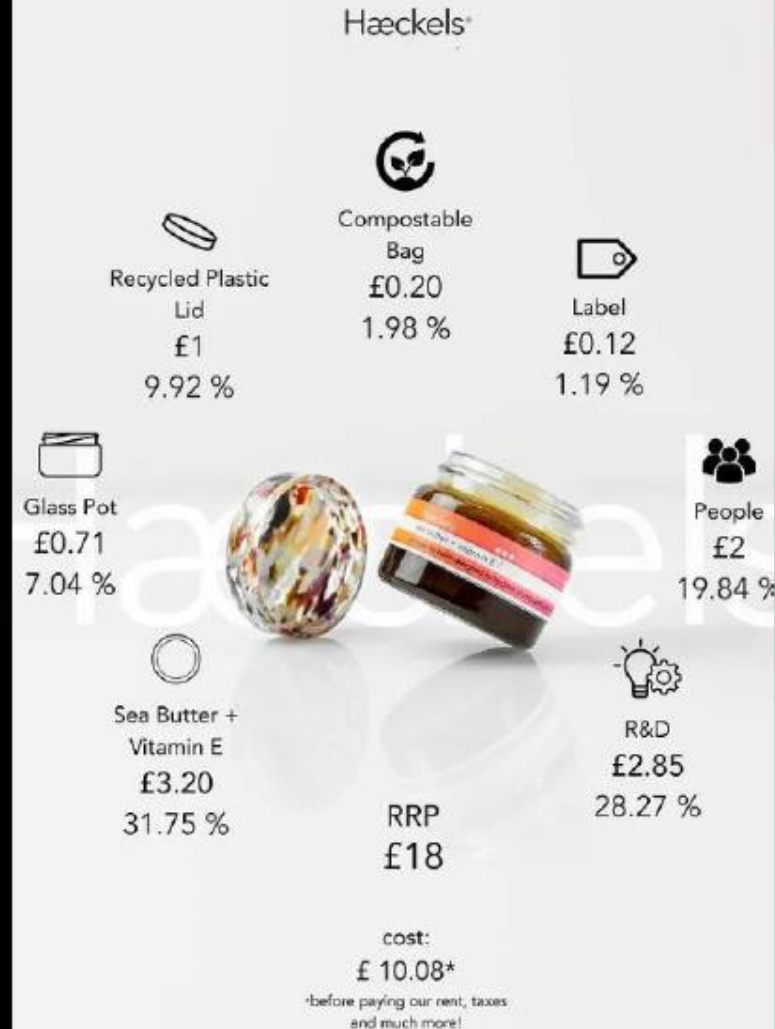 Hæckels
Compostable
Bag
£0.20
1.98 %
Recycled Plastic
Lid
£1
9.92 %
Label
£0.12
1.19 %
Glass Pot
£0.71
7.04 %
People
£2
19.84 %
Sea Butter +
Vitamin E
£3.20
31.75 %
R&D
£2.85
28.27 %
RRP
£18
cost:
£ 10.08*
*before paying our rent, taxes
and much more!